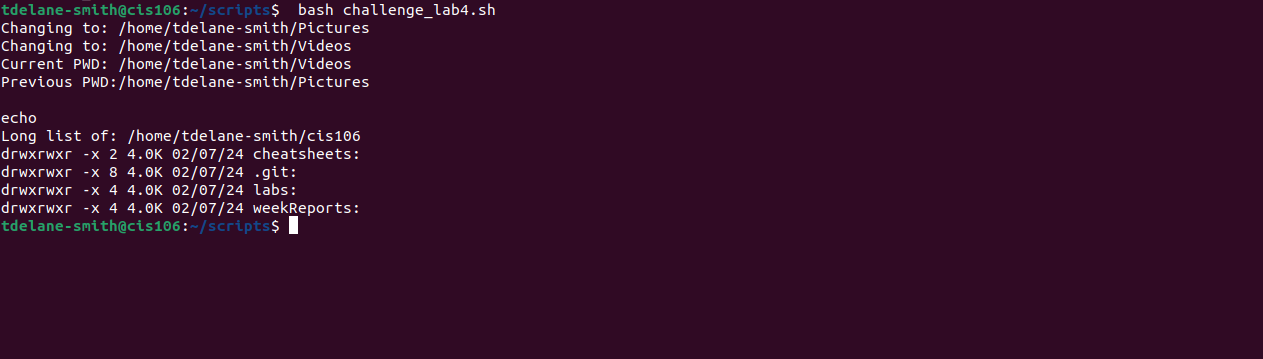 tdelane-smith@cis106:~/scripts$  bash challenge_lab4.sh
Changing to: /home/tdelane-smith/Pictures
Changing to: /home/tdelane-smith/Videos
Current PWD: /home/tdelane-smith/Videos
Previous PWD:/home/tdelane-smith/Pictures
echo
Long list of: /home/tdelane-smith/cis106
drwxrwxr -x 2 4.0K 02/07/24 cheatsheets:
drwxrwxr -x 8 4.0K 02/07/24 .git:
drwxrwxr -x 4 4.0K 02/07/24 labs:
drwxrwxr -x 4 4.0K 02/07/24 weekReports:
tdelane-smith@cis106:~/scripts$